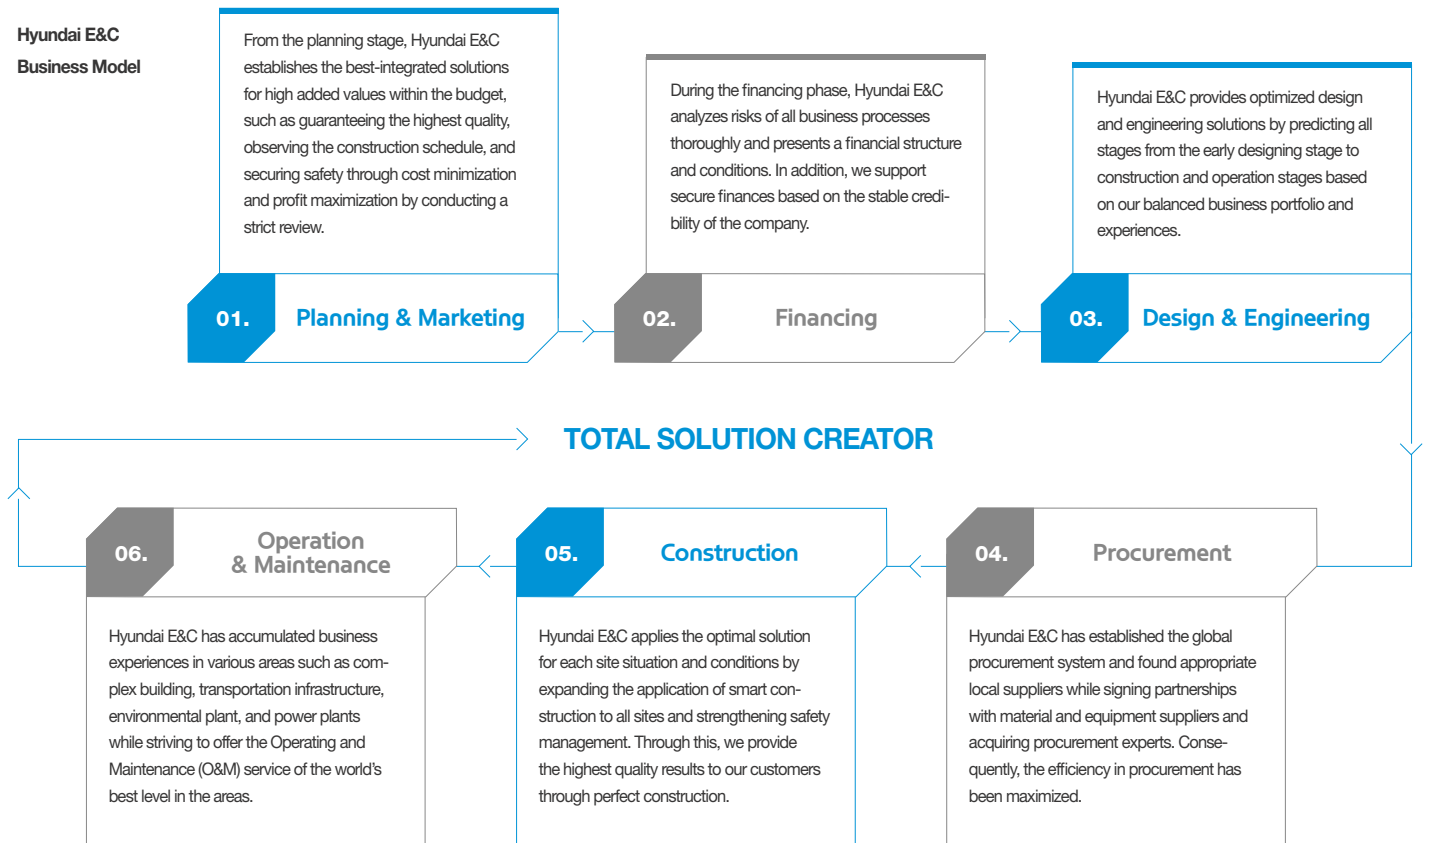 Hyundai E&C
Business Model
From the planning stage, Hyundai E&C
establishes the best-integrated solutions
for high added values within the budget,
such as guaranteeing the highest quality,
observing the construction schedule, and
securing safety through cost minimization
and profit maximization by conducting a
strict review.
01.
Planning & Marketing
During the financing phase, Hyundai E&C
analyzes risks of all business processes
thoroughly and presents a financial structure
and conditions. In addition, we support
secure finances based on the stable credi-
bility of the company.
02.
Financing
Hyundai E&C provides optimized design
and engineering solutions by predicting all
stages from the early designing stage to
construction and operation stages based
on our balanced business portfolio and
experiences.
03.
Design & Engineering
TOTAL SOLUTION CREATOR
04.
Procurement
Hyundai E&C has established the global
procurement system and found appropriate
local suppliers while signing partnerships
with material and equipment suppliers and
acquiring procurement experts. Conse-
quently, the efficiency in procurement has
been maximized.
05.
Construction
Hyundai E&C applies the optimal solution
for each site situation and conditions by
expanding the application of smart con-
struction to all sites and strengthening safety
management. Through this, we provide
the highest quality results to our customers
through perfect construction.
06.
Operation
& Maintenance
Hyundai E&C has accumulated business
experiences in various areas such as com-
plex building, transportation infrastructure,
environmental plant, and power plants
while striving to offer the Operating and
Maintenance (O&M) service of the world's
best level in the areas.